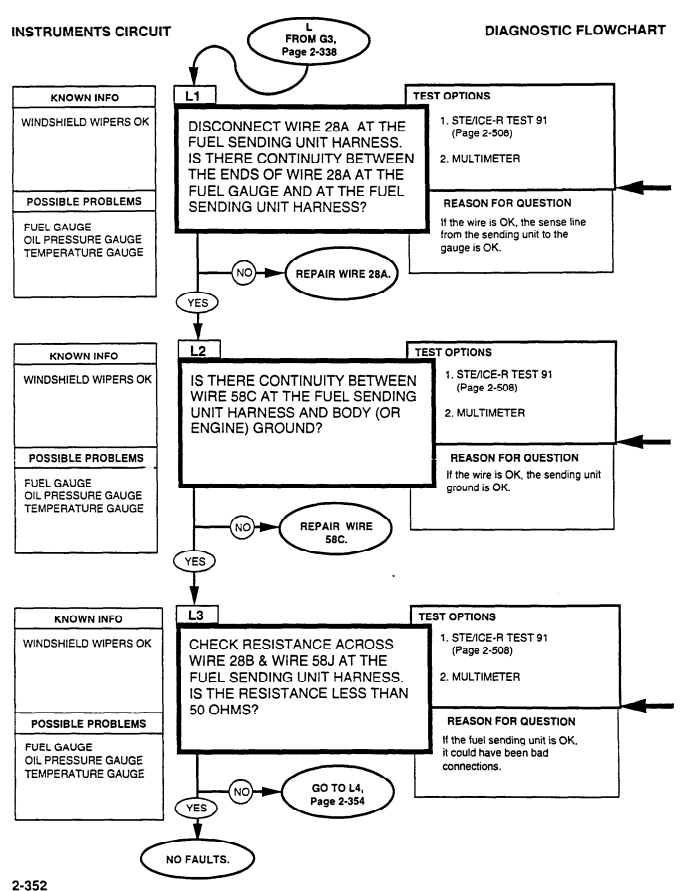 INSTRUMENTS CIRCUIT
DIAGNOSTIC FLOWCHART
L
FROM G3,
Page 2-338
KNOWN INFO
WINDSHIELD WIPERS OK
POSSIBLE PROBLEMS
FUEL GAUGE
OIL PRESSURE GAUGE
TEMPERATURE GAUGE
L1
DISCONNECT WIRE 28A AT THE
FUEL SENDING UNIT HARNESS.
IS THERE CONTINUITY BETWEEN
THE ENDS OF WIRE 28A AT THE
FUEL GAUGE AND AT THE FUEL
SENDING UNIT HARNESS?
TEST OPTIONS
1. STE/ICE-R TEST 91
(Page 2-508)
2. MULTIMETER
REASON FOR QUESTION
If the wire is OK, the sense line
from the sending unit to the
gauge is OK.
NO
REPAIR WIRE 28A.
YES
KNOWN INFO
WINDSHIELD WIPERS OK
POSSIBLE PROBLEMS
FUEL GAUGE
OIL PRESSURE GAUGE
TEMPERATURE GAUGE
L2
IS THERE CONTINUITY BETWEEN
WIRE 58C AT THE FUEL SENDING
UNIT HARNESS AND BODY (OR
ENGINE) GROUND?
TEST OPTIONS
1. STE/ICE-R TEST 91
(Page 2-508)
2. MULTIMETER
REASON FOR QUESTION
If the wire is OK, the sending unit
ground is OK.
NO
REPAIR WIRE
58C.
YES
KNOWN INFO
WINDSHIELD WIPERS OK
POSSIBLE PROBLEMS
FUEL GAUGE
OIL PRESSURE GAUGE
TEMPERATURE GAUGE
L3
CHECK RESISTANCE ACROSS
WIRE 28B & WIRE 58J AT THE
FUEL SENDING UNIT HARNESS.
IS THE RESISTANCE LESS THAN
50 OHMS?
TEST OPTIONS
1. STE/ICE-R TEST 91
(Page 2-508)
2. MULTIMETER
REASON FOR QUESTION
If the fuel sending unit is OK,
it could have been bad
connections.
NO
GO TO L4,
Page 2-354
YES
NO FAULTS.
2-352